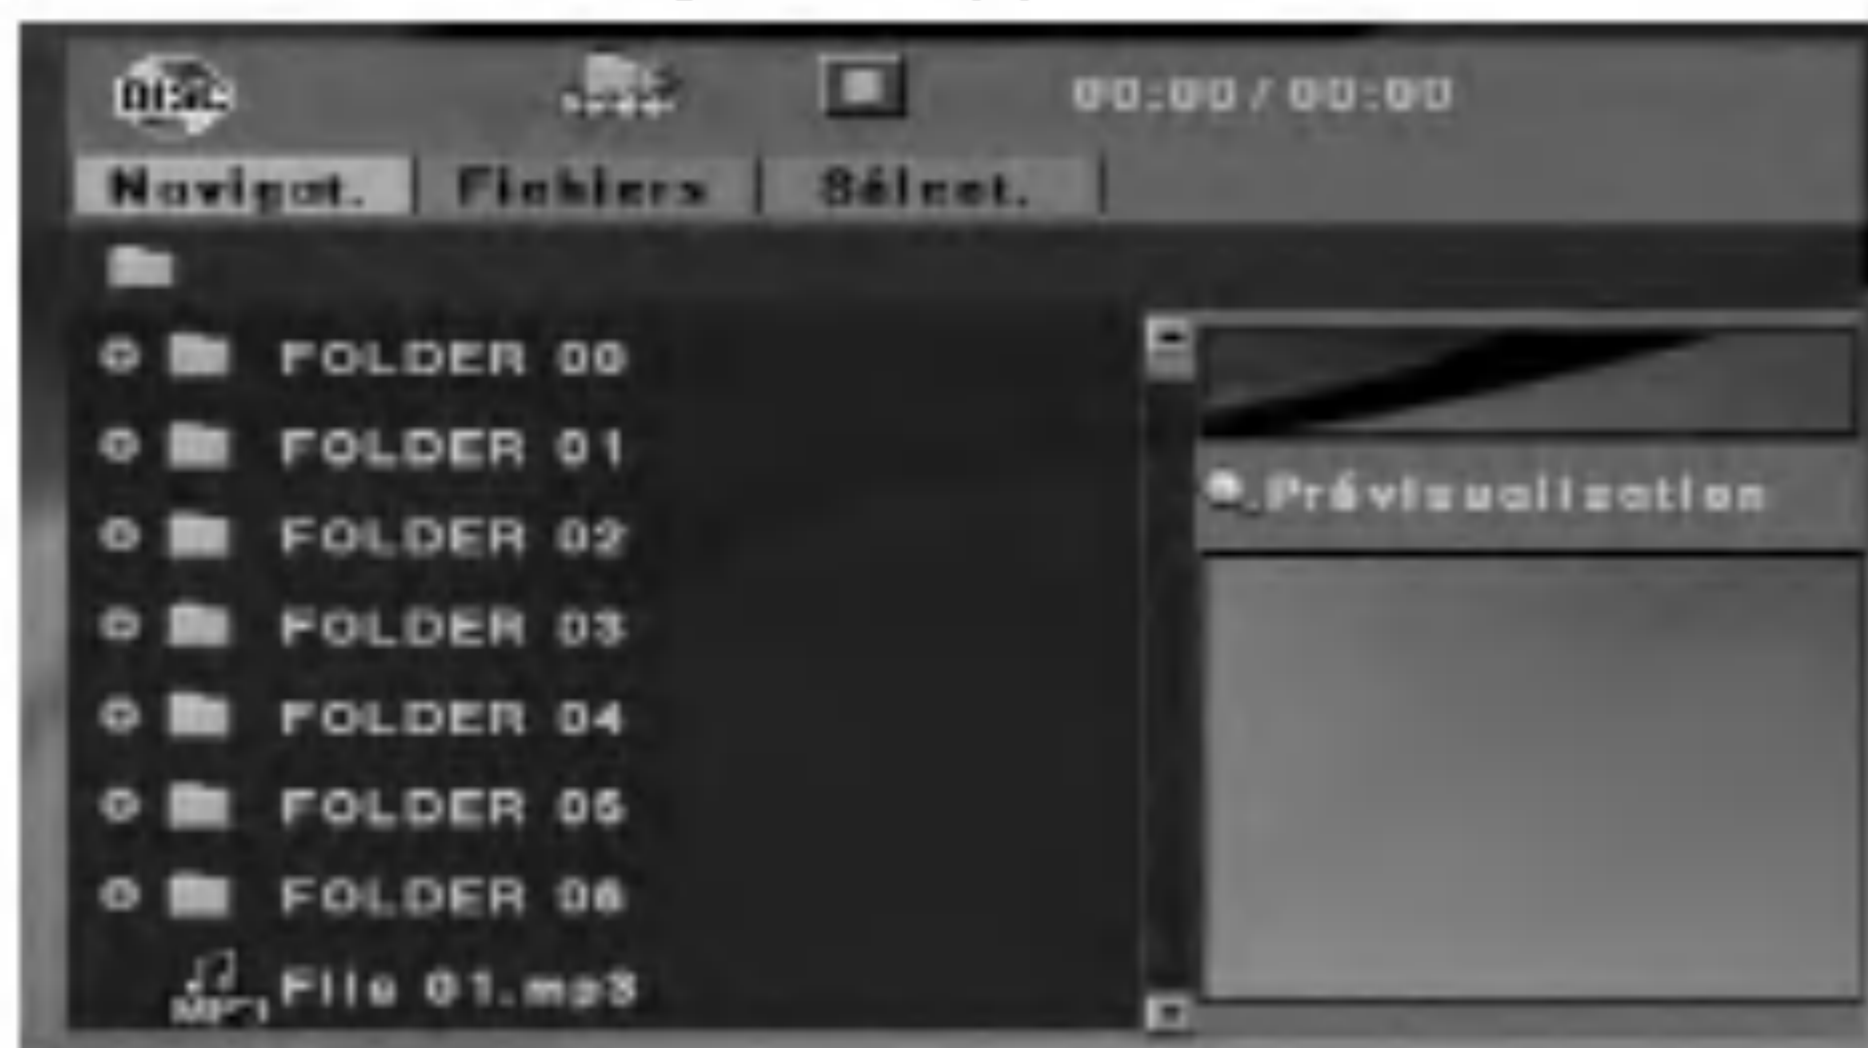 DISC 00:00 / 00:00
Navigat. Fichiers Sélect.
FOLDER 00
FOLDER 01
FOLDER 02
FOLDER 03
FOLDER 04
FOLDER 05
FOLDER 06
File 01.mp3
Prévisualization